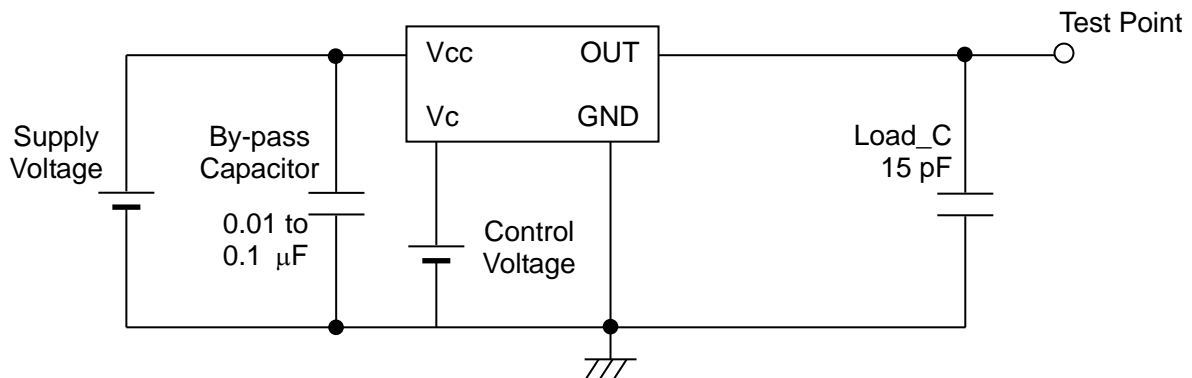 Test Point
Vcc OUT
Vc GND
Supply
Voltage
By-pass
Capacitor
0.01 to
0.1 μF
Control
Voltage
Load_C
15 pF